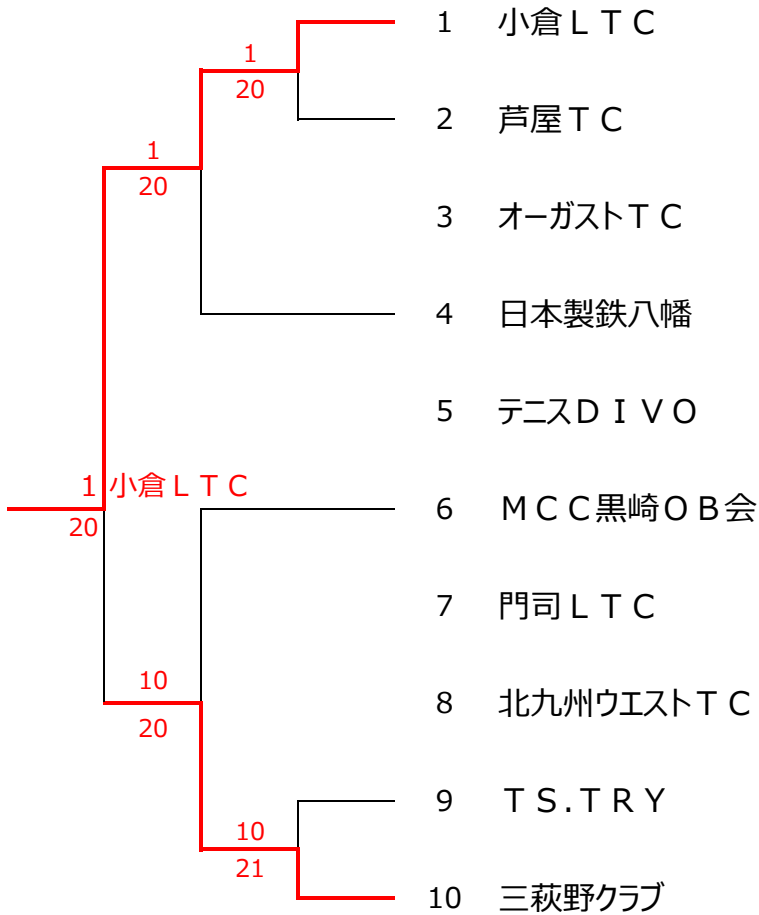 1 小倉ＬＴＣ
1
20
2 芦屋ＴＣ
1
20
3 オーガストＴＣ
4 日本製鉄八幡
5 テニスＤＩＶＯ
1 小倉ＬＴＣ
20
6 ＭＣＣ黒崎ＯＢ会
7 門司ＬＴＣ
10
20
8 北九州ウエストＴＣ
9 ＴＳ.ＴＲＹ
10
21
10 三萩野クラブ